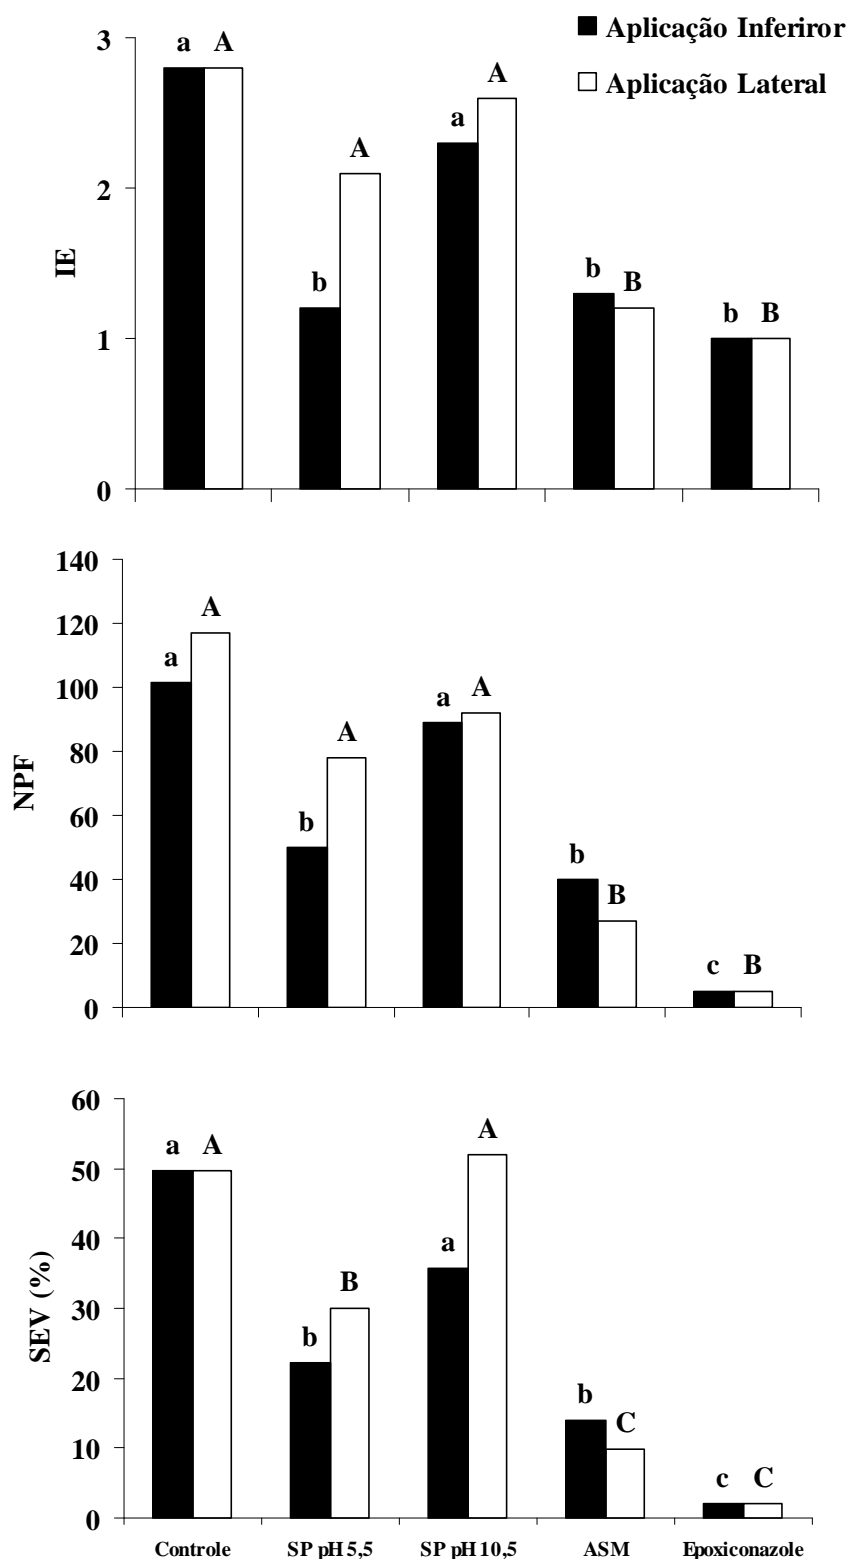 Aplicação Inferiror
Aplicação Lateral
3
2
1
0
IE
a A
b A
a A
b B
b B
140
120
100
80
60
40
20
0
NPF
a A
b A
a A
b B
c B
60
50
40
30
20
10
0
SEV (%)
a A
b B
a A
b C
c C
Controle SP pH 5,5 SP pH 10,5 ASM Epoxiconazole